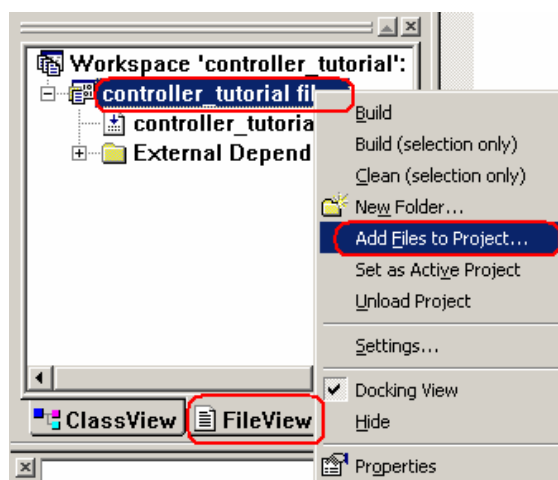 Workspace 'controller_tutorial':
controller_tutorial fil
controller_tutoria
External Depend
Build
Build (selection only)
Clean (selection only)
New Folder...
Add Files to Project...
Set as Active Project
Unload Project
Settings...
Docking View
Hide
Properties
ClassView
FileView